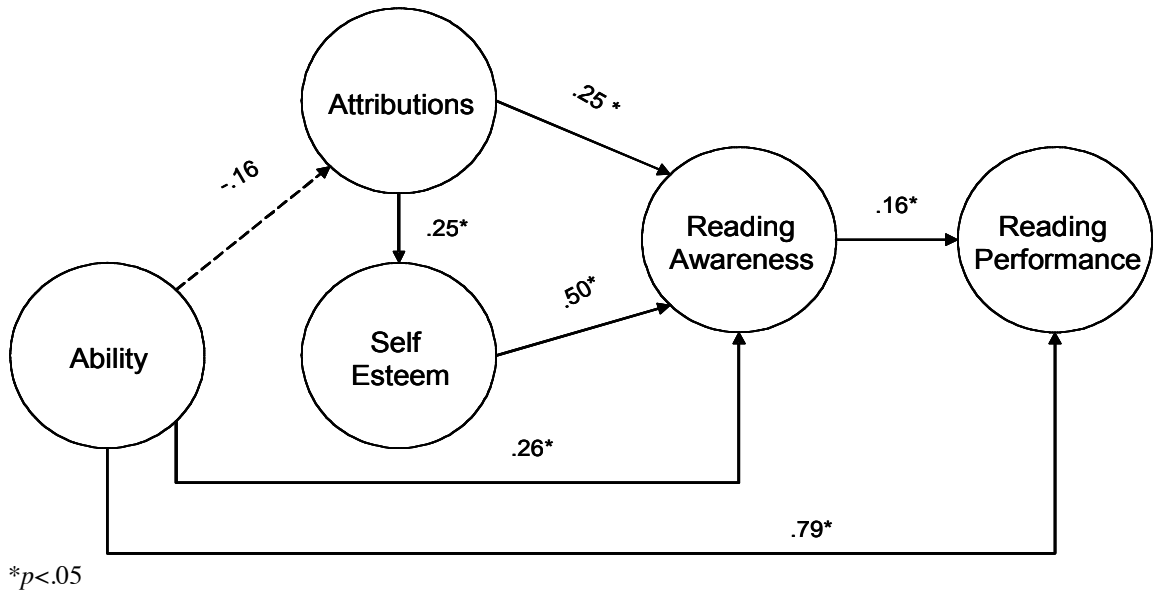 Attributions
.25 *
-.16
.25*
Reading
Awareness
.16*
Reading
Performance
.50*
Ability
Self
Esteem
.26*
.79*
*p<.05